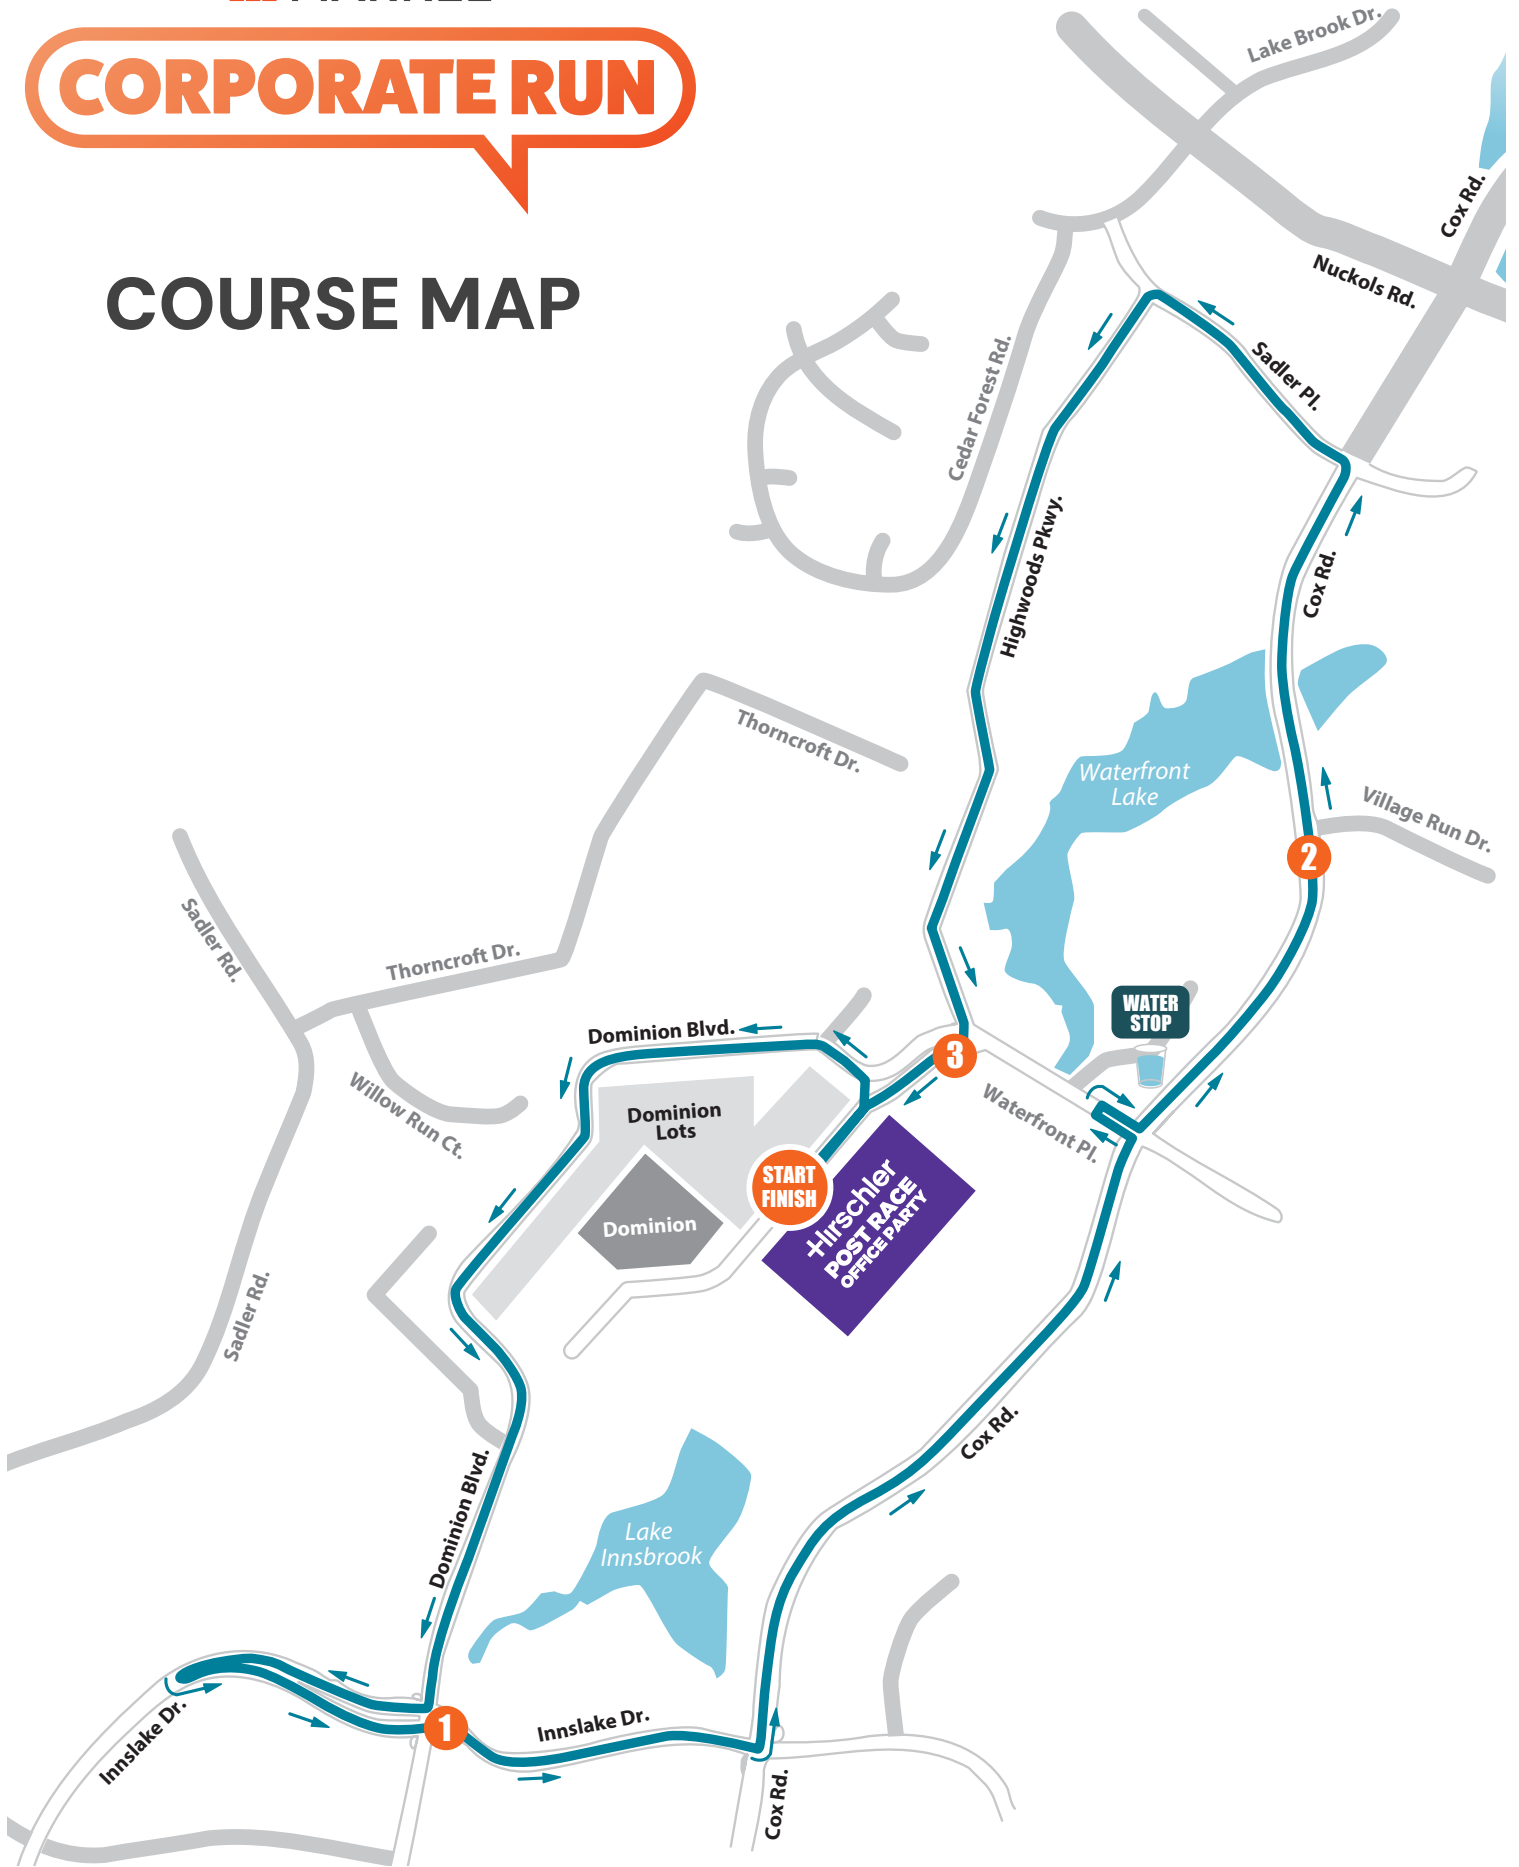 CORPORATE RUN
COURSE MAP
Lake Brook Dr.
Cox Rd.
Nuckols Rd.
Sadler Pl.
Cedar Forest Rd.
Highwoods Pkwy.
Cox Rd.
Thorncroft Dr.
Waterfront
Lake
Village Run Dr.
2
Sadler Rd.
Thorncroft Dr.
WATER
STOP
Dominion Blvd.
3
Willow Run Ct.
Waterfront Pl.
Dominion
Lots
START
FINISH
Dominion
Hirschler
POST RACE
OFFICE PARTY
Sadler Rd.
Cox Rd.
Dominion Blvd.
Lake
Innsbrook
Innslake Dr.
1
Innslake Dr.
Cox Rd.